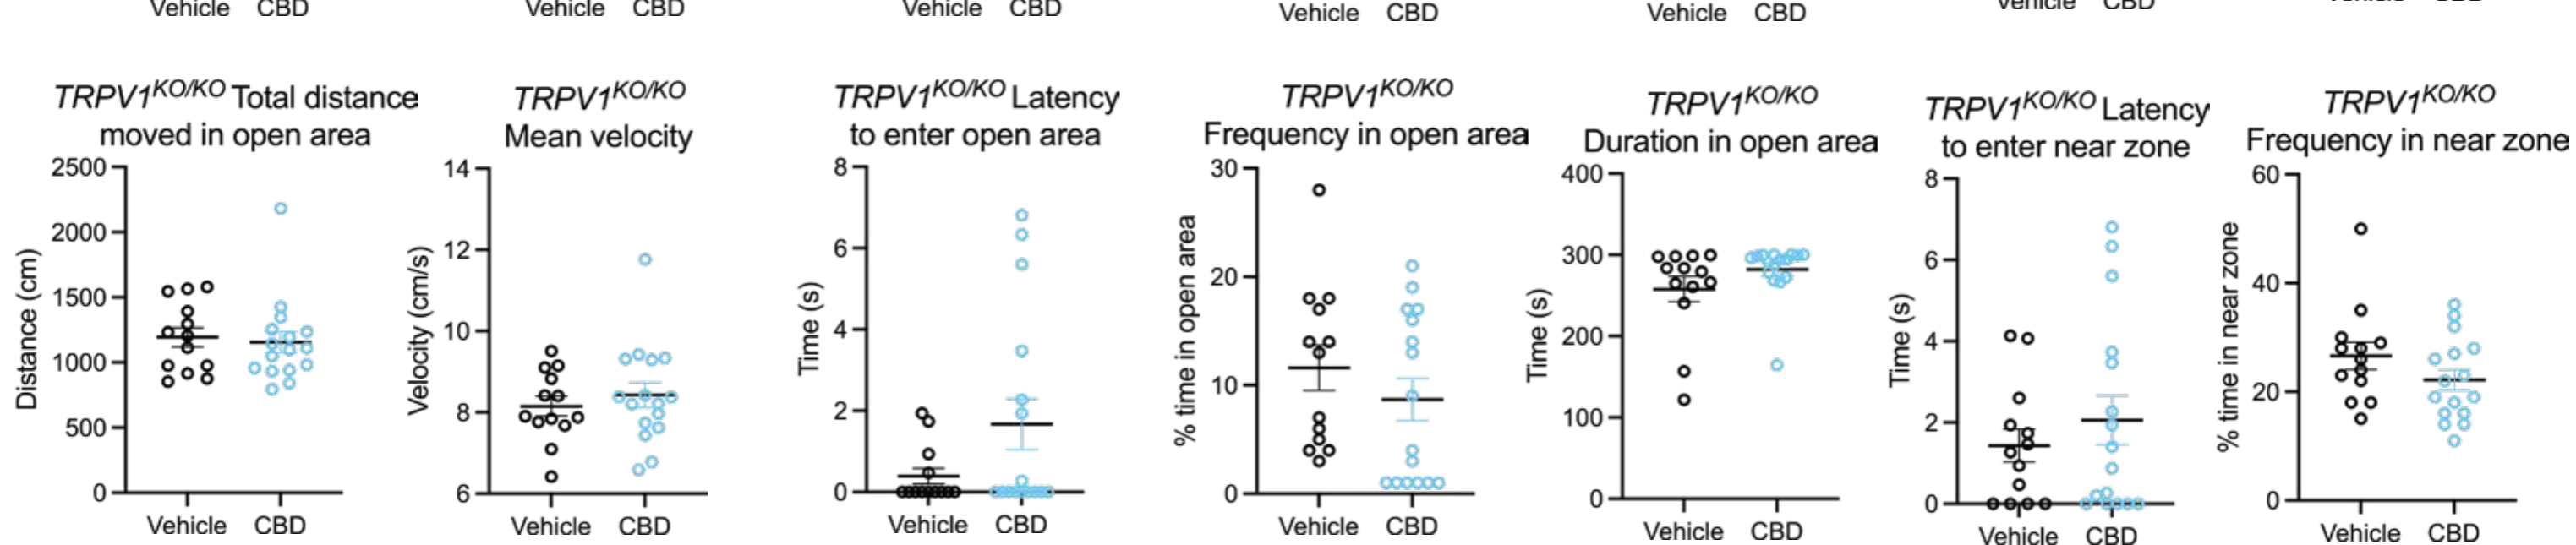 Vehicle CBD
Vehicle CBD
Vehicle CBD
Vehicle CBD
Vehicle CBD
Vehicle CBD
Vehicle CBD
TRPV1KO/KO Total distance
moved in open area
Distance (cm)
2500
2000
1500
1000
500
0
Vehicle CBD
TRPV1KO/KO
Mean velocity
Velocity (cm/s)
14
12
10
8
6
Vehicle CBD
TRPV1KO/KO Latency
to enter open area
Time (s)
8
6
4
2
0
Vehicle CBD
TRPV1KO/KO
Frequency in open area
% time in open area
30
20
10
0
Vehicle CBD
TRPV1KO/KO
Duration in open area
Time (s)
400
300
200
100
0
Vehicle CBD
TRPV1KO/KO Latency
to enter near zone
Time (s)
8
6
4
2
0
Vehicle CBD
TRPV1KO/KO
Frequency in near zone
% time in near zone
60
40
20
0
Vehicle CBD